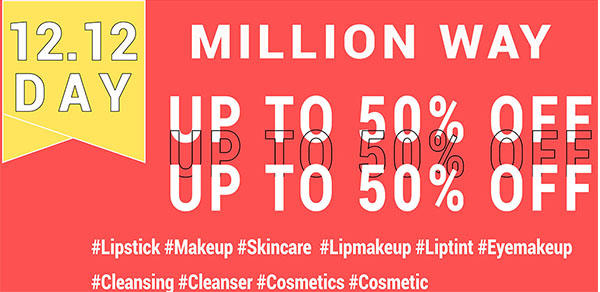 12.12
DAY
MILLION WAY
UP TO 50% OFF
UP TO 50% OFF
UP TO 50% OFF
#Lipstick #Makeup #Skincare #Lipmakeup #Liptint #Eyemakeup
#Cleansing #Cleanser #Cosmetics #Cosmetic